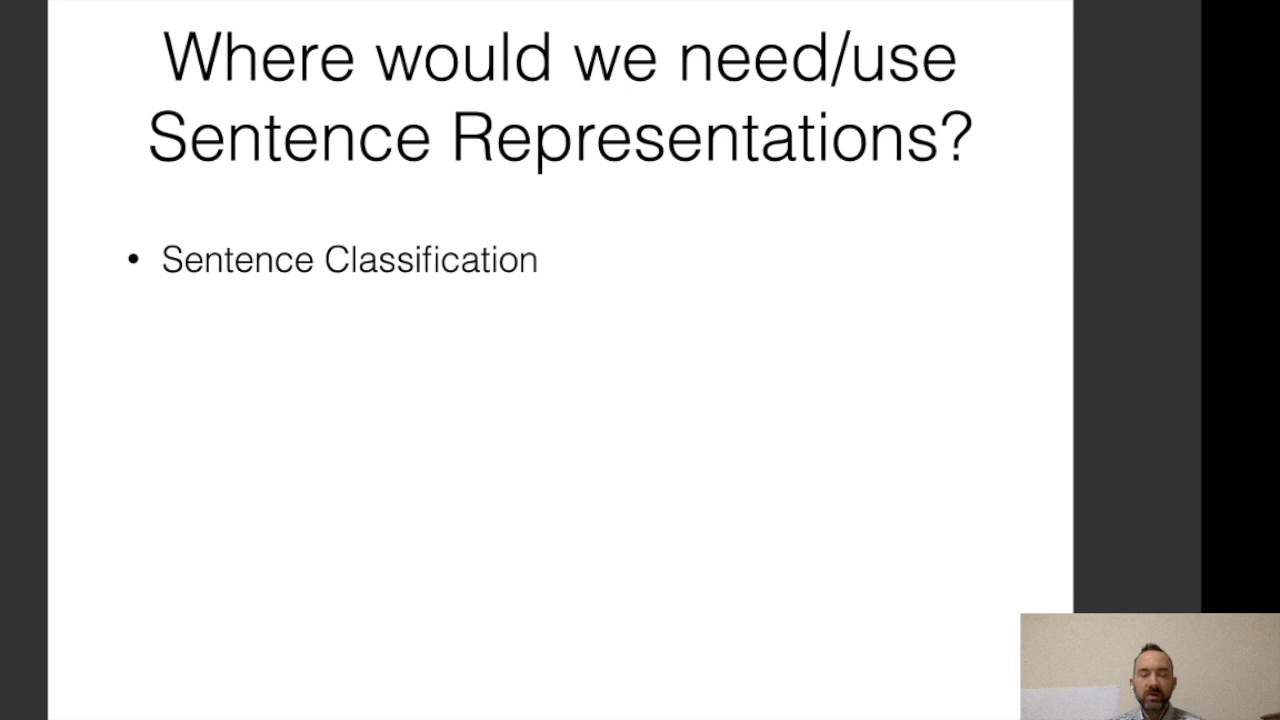 Where would we need/use
Sentence Representations?
• Sentence Classification